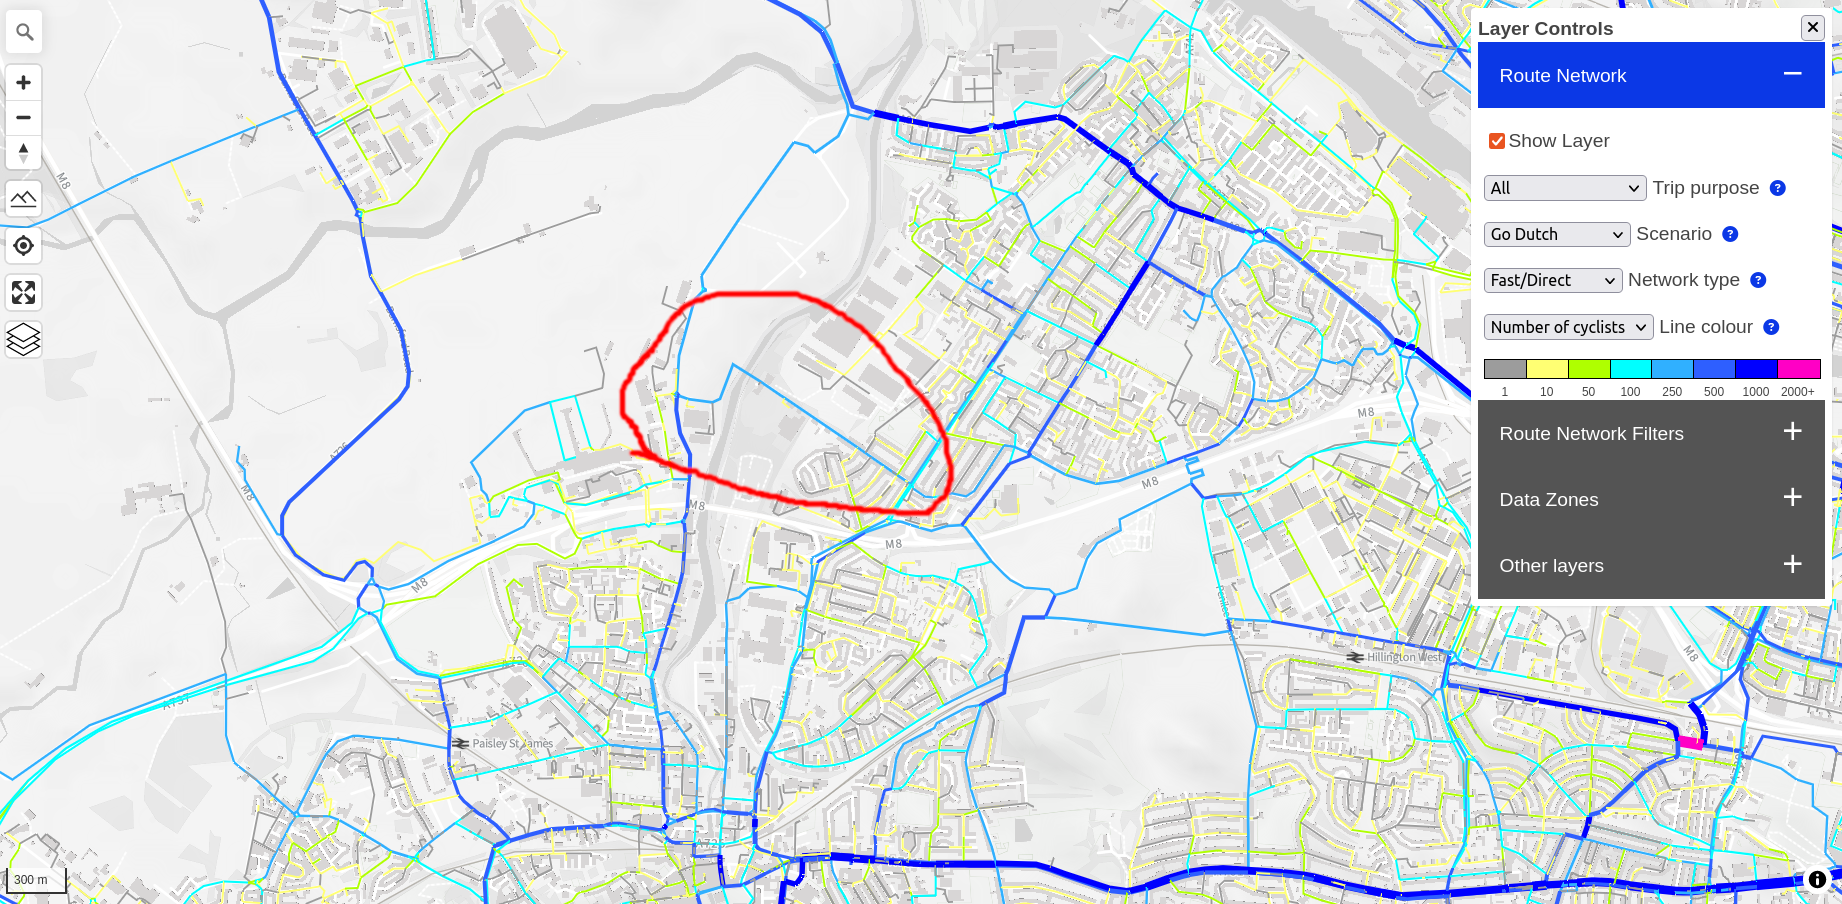 Layer Controls
Route Network
Show Layer
All
Trip purpose
?
Go Dutch
Scenario
?
Fast/Direct
Network type
?
Number of cyclists
Line colour
?
1 10 50 100 250 500 1000 2000+
Route Network Filters
Data Zones
Other layers
M8
M8
M8
M8
M8
M8
M8
M8
A726
A737
Hillington West
Paisley St James
300 m